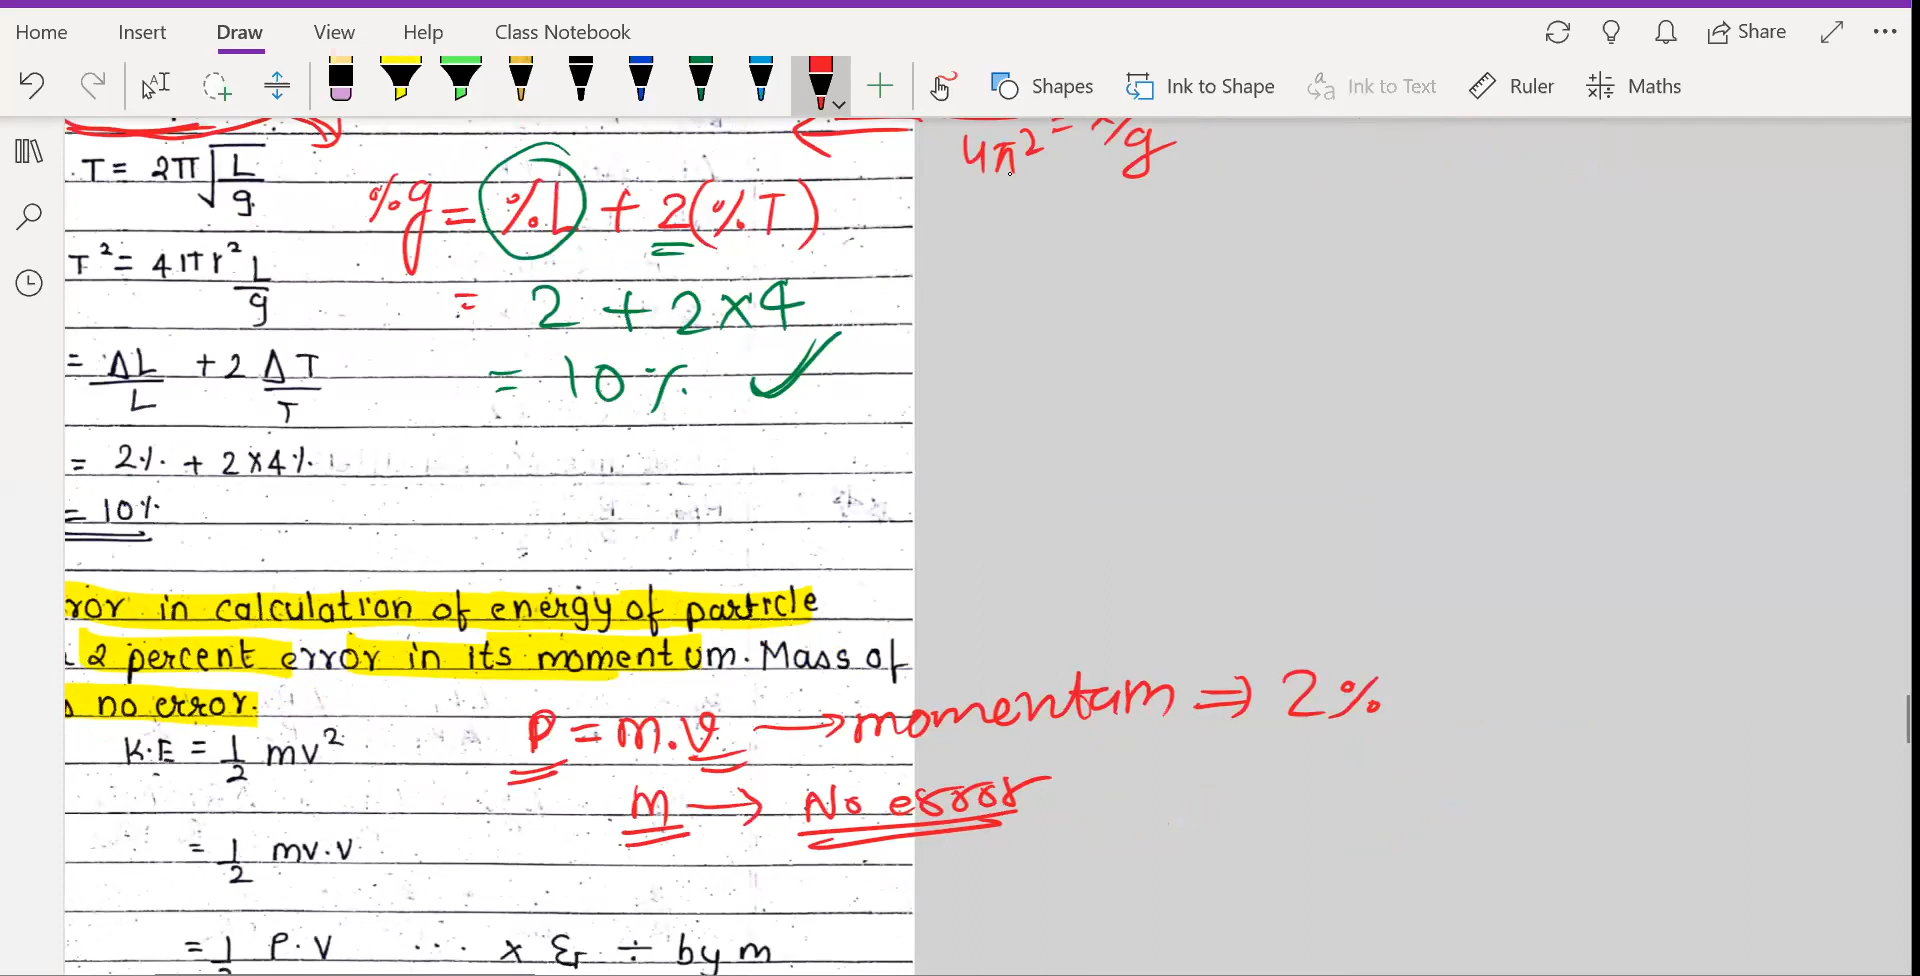 Home Insert Draw View Help Class Notebook Share
Shapes Ink to Shape Ink to Text Ruler Maths
4π² = /g
T = 2π√L/g
%g = %L + 2(%T)
T² = 4πr² L/g
= 2 + 2×4
= ΔL/L + 2 ΔT/T
= 10%
= 2% + 2×4%
= 10%
ror in calculation of energy of particle
2 percent error in its momentum. Mass of
no error.
P = m.v → momentum ⇒ 2%
K.E = 1/2 mv²
m → No error
= 1/2 mv.v
= 1/2 P.V ... × & ÷ by m